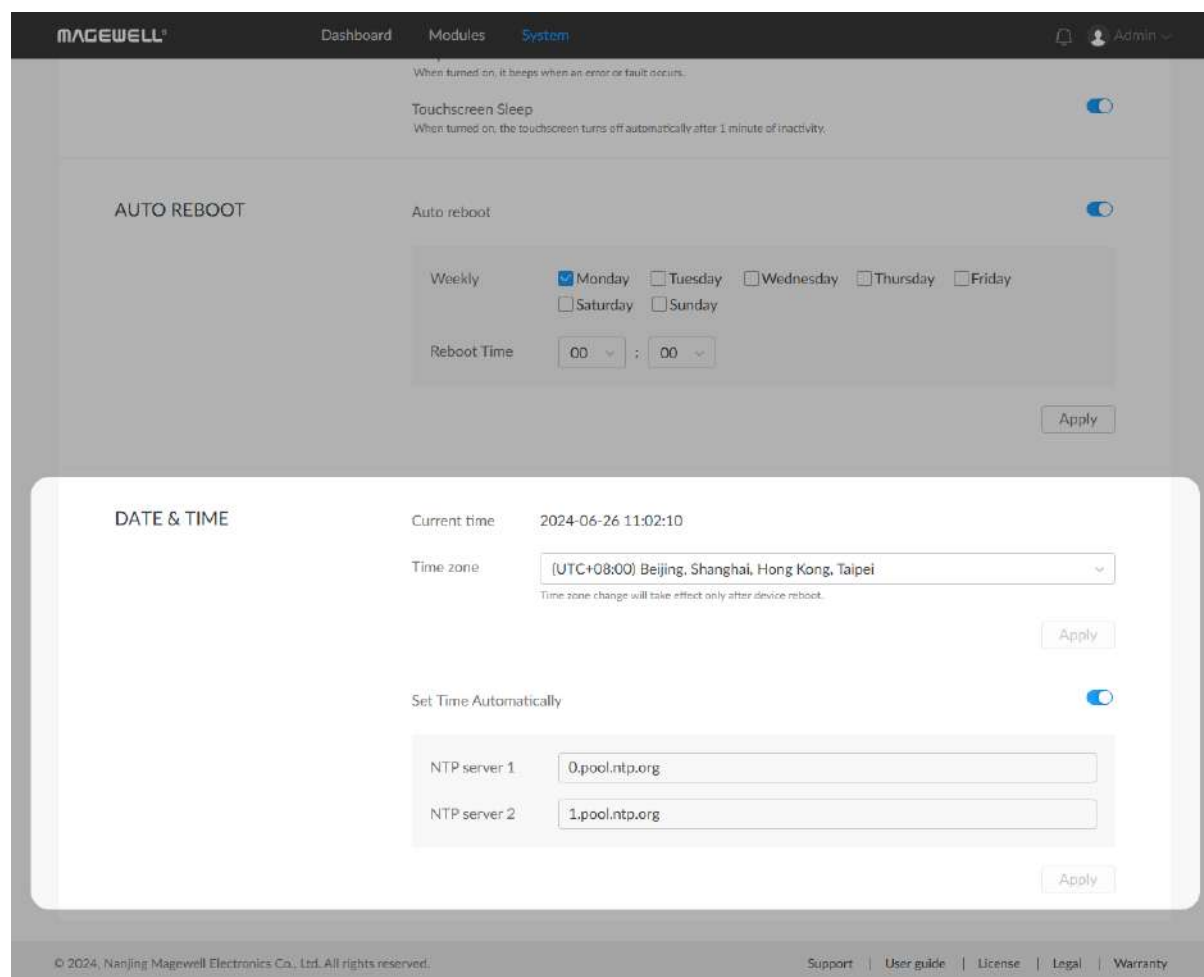 MAGEWELL®
Dashboard Modules System
Admin
When turned on, it beeps when an error or fault occurs.
Touchscreen Sleep
When turned on, the touchscreen turns off automatically after 1 minute of inactivity.
AUTO REBOOT
Auto reboot
Weekly
Monday Tuesday Wednesday Thursday Friday
Saturday Sunday
Reboot Time
00 : 00
Apply
DATE & TIME
Current time 2024-06-26 11:02:10
Time zone (UTC+08:00) Beijing, Shanghai, Hong Kong, Taipei
Time zone change will take effect only after device reboot.
Apply
Set Time Automatically
NTP server 1 0.pool.ntp.org
NTP server 2 1.pool.ntp.org
Apply
© 2024, Nanjing Magewell Electronics Co., Ltd. All rights reserved.
Support | User guide | License | Legal | Warranty